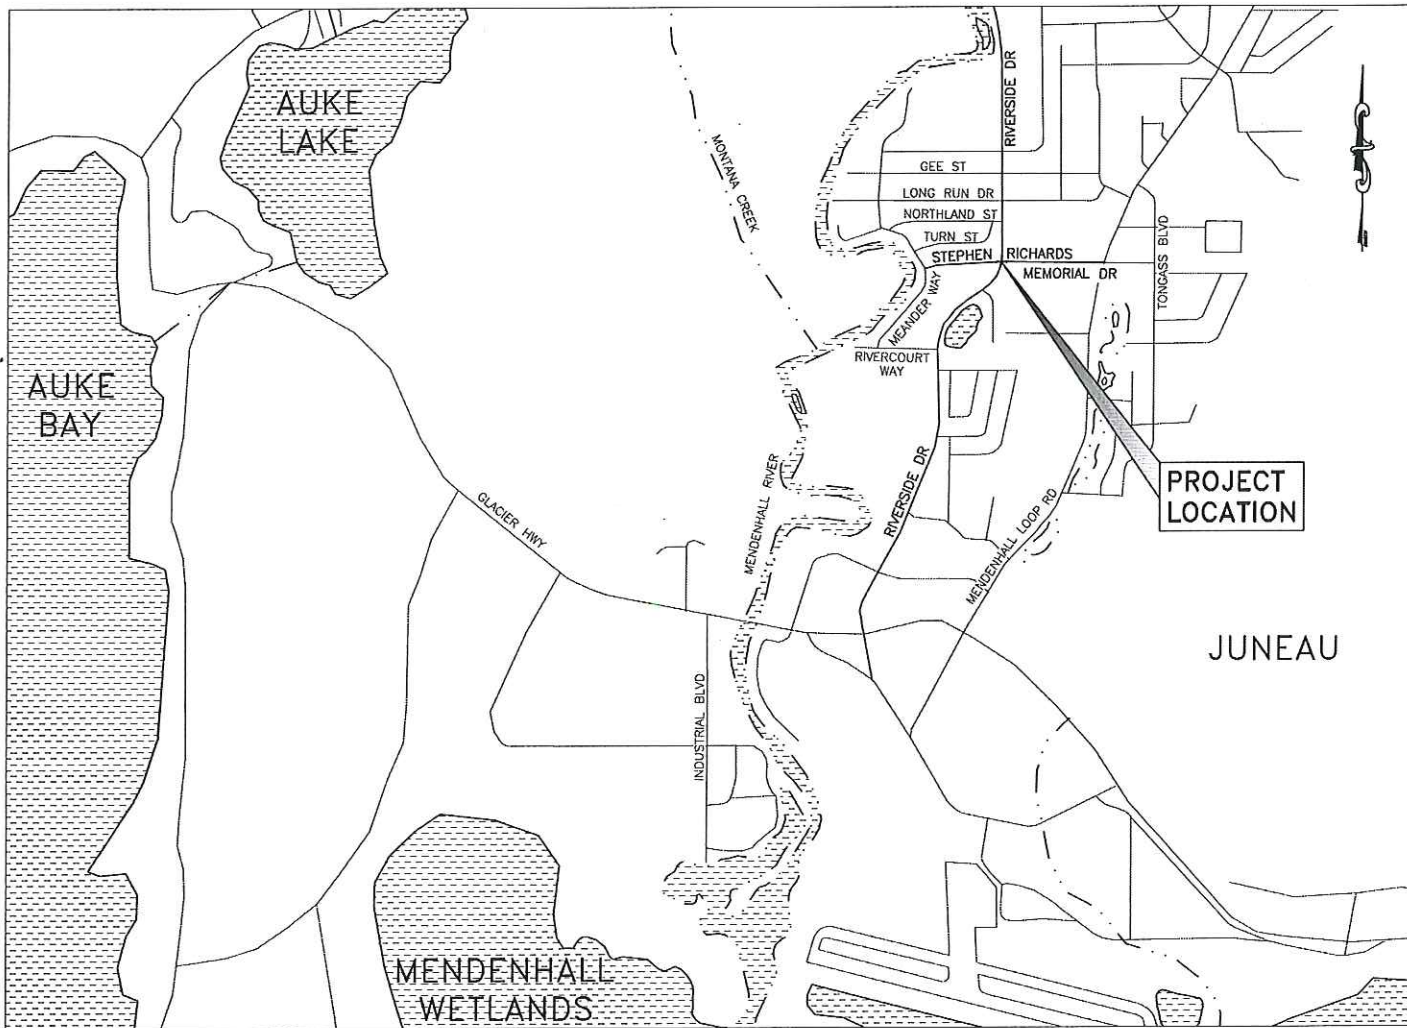 AUKE
LAKE
MONTANA CREEK
RIVERSIDE DR
GEE ST
LONG RUN DR
NORTHLAND ST
TURN ST
STEPHEN RICHARDS
MEMORIAL DR
TONGASS BLVD
MEANDER WAY
RIVERCOURT
WAY
AUKE
BAY
GLACIER HWY
MENDENHALL RIVER
RIVERSIDE DR
MENDENHALL LOOP RD
PROJECT
LOCATION
JUNEAU
INDUSTRIAL BLVD
MENDENHALL
WETLANDS